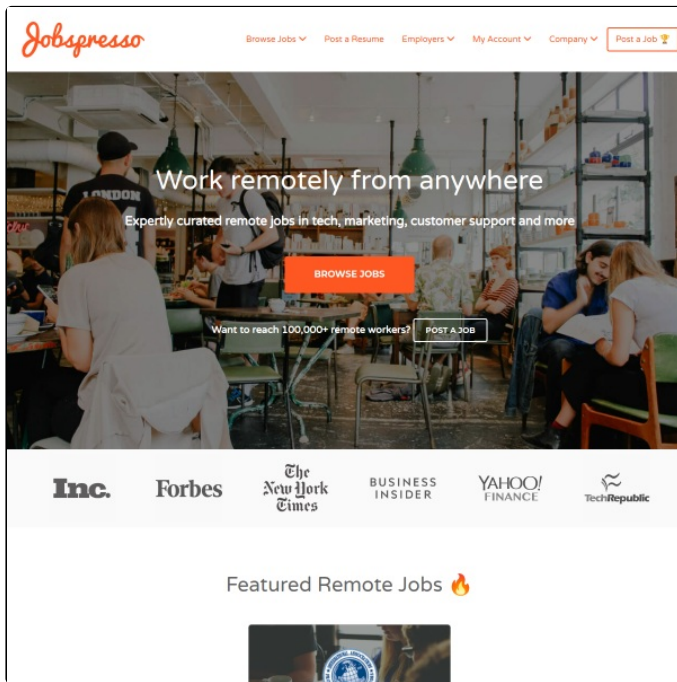 Jobspresso
Browse Jobs Post a Resume Employers My Account Company Post a Job 🏆
LONDON
Work remotely from anywhere
Expertly curated remote jobs in tech, marketing, customer support and more
BROWSE JOBS
Want to reach 100,000+ remote workers? POST A JOB
Inc.
Forbes
The
New York
Times
BUSINESS
INSIDER
YAHOO!
FINANCE
TechRepublic
Featured Remote Jobs 🔥